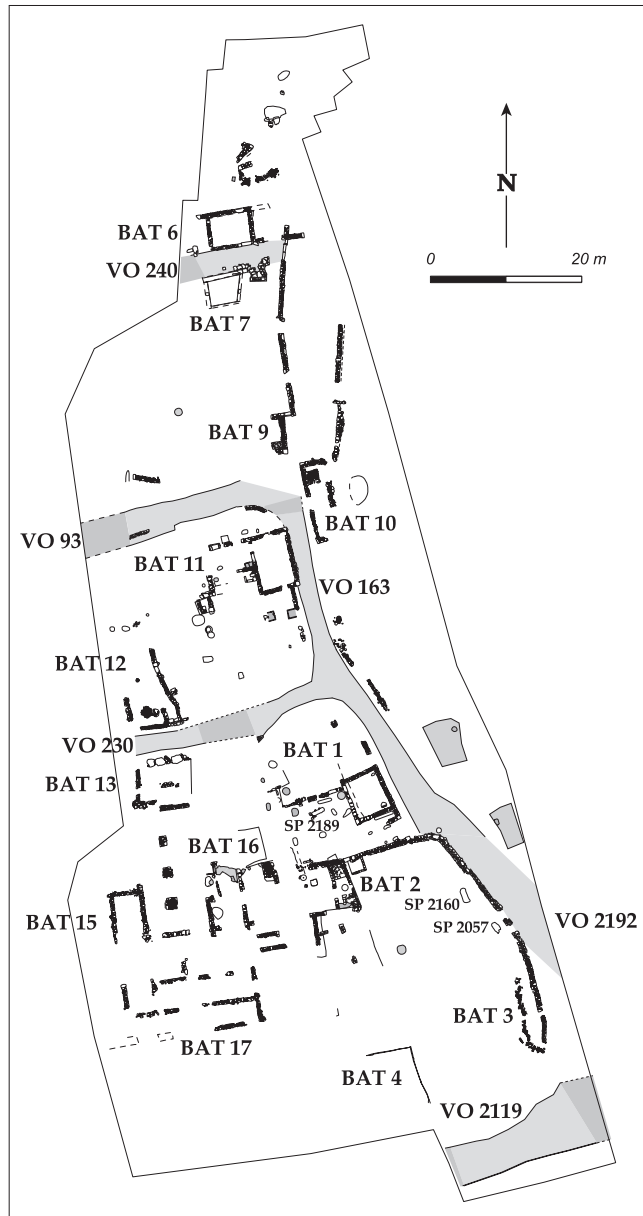 N
0 20 m
BAT 6
VO 240
BAT 7
BAT 9
BAT 10
VO 93
BAT 11
VO 163
BAT 12
VO 230
BAT 1
BAT 13
SP 2189
BAT 16
BAT 2
SP 2160
BAT 15
SP 2057
VO 2192
BAT 3
BAT 17
BAT 4
VO 2119